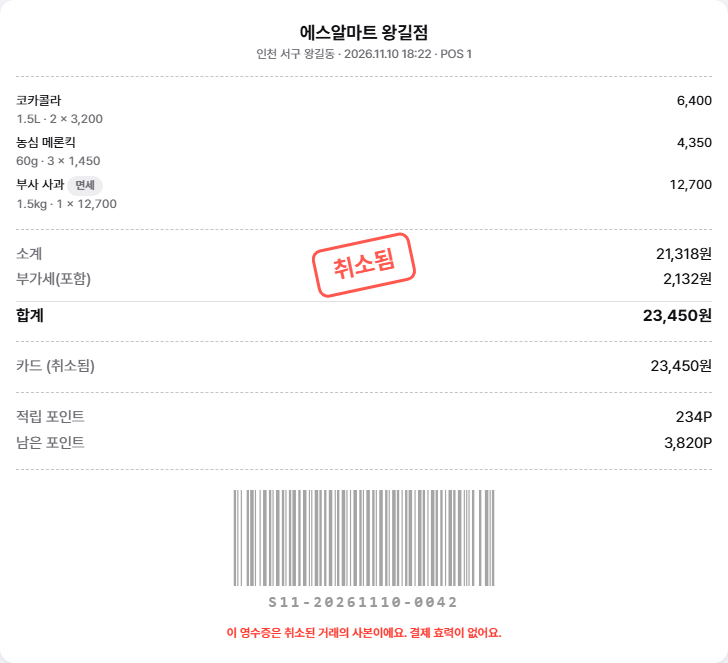 에스알마트 왕길점
인천 서구 왕길동 · 2026.11.10 18:22 · POS 1
코카콜라 6,400
1.5L · 2 × 3,200
농심 메론킥 4,350
60g · 3 × 1,450
부사 사과 면세 12,700
1.5kg · 1 × 12,700
소계 21,318원
취소됨
부가세(포함) 2,132원
합계 23,450원
카드 (취소됨) 23,450원
적립 포인트 234P
남은 포인트 3,820P
S11-20261110-0042
이 영수증은 취소된 거래의 사본이에요. 결제 효력이 없어요.